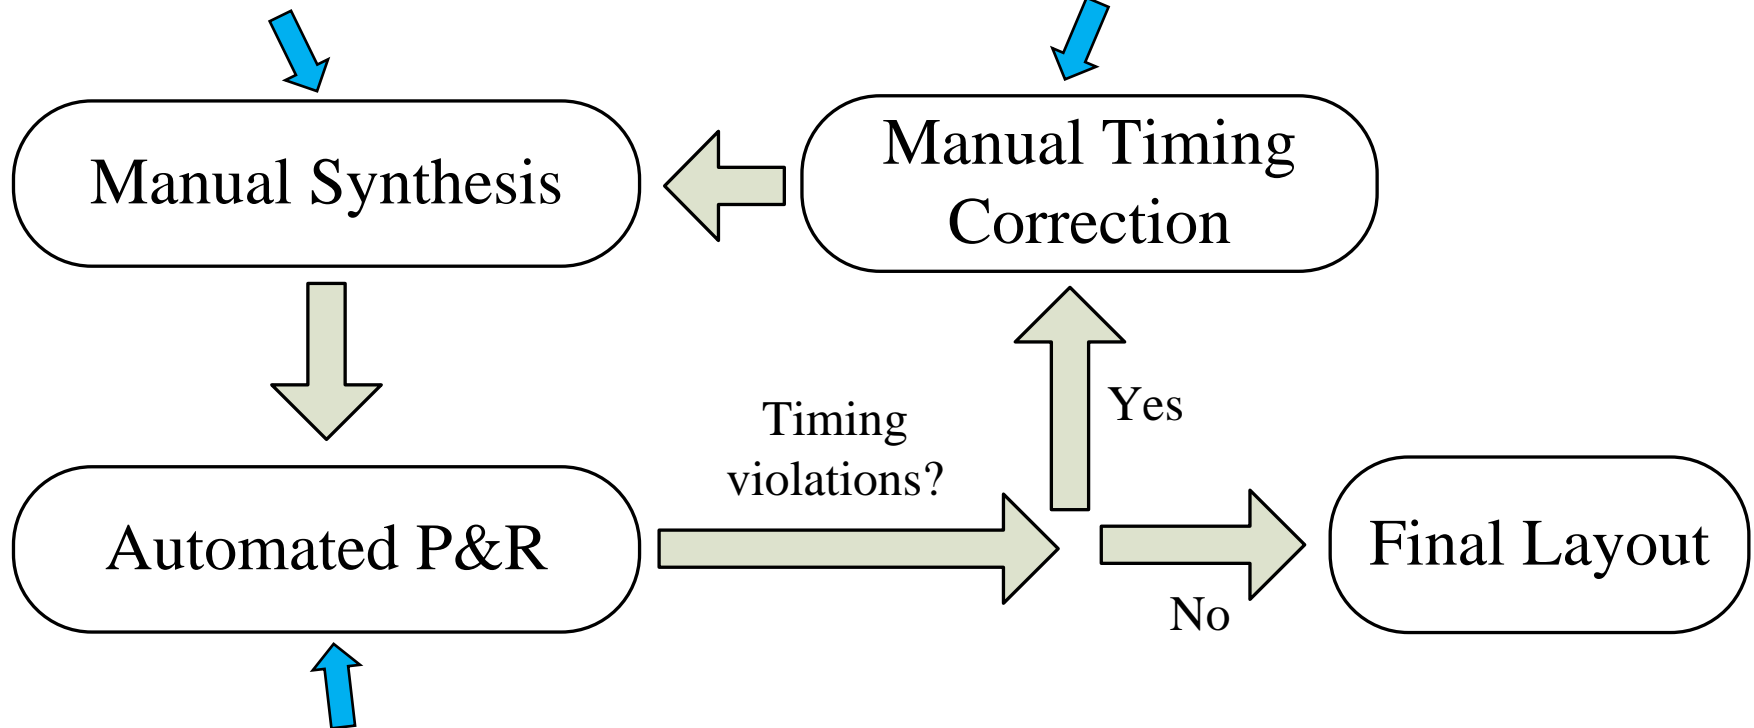 Manual Synthesis
Manual Timing
Correction
Timing
violations?
Yes
Automated P&R
Final Layout
No